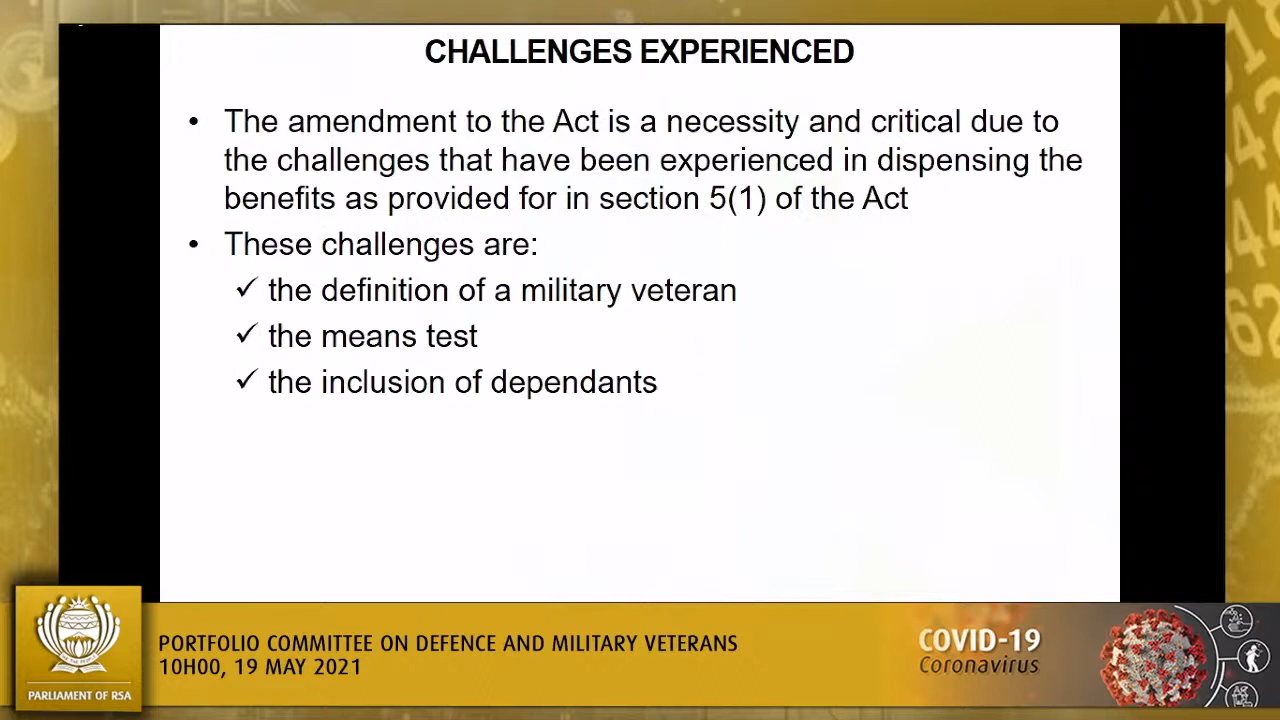 CHALLENGES EXPERIENCED
• The amendment to the Act is a necessity and critical due to
the challenges that have been experienced in dispensing the
benefits as provided for in section 5(1) of the Act
• These challenges are:
✓ the definition of a military veteran
✓ the means test
✓ the inclusion of dependants
PORTFOLIO COMMITTEE ON DEFENCE AND MILITARY VETERANS
10H00, 19 MAY 2021
PARLIAMENT OF RSA
COVID-19
Coronavirus